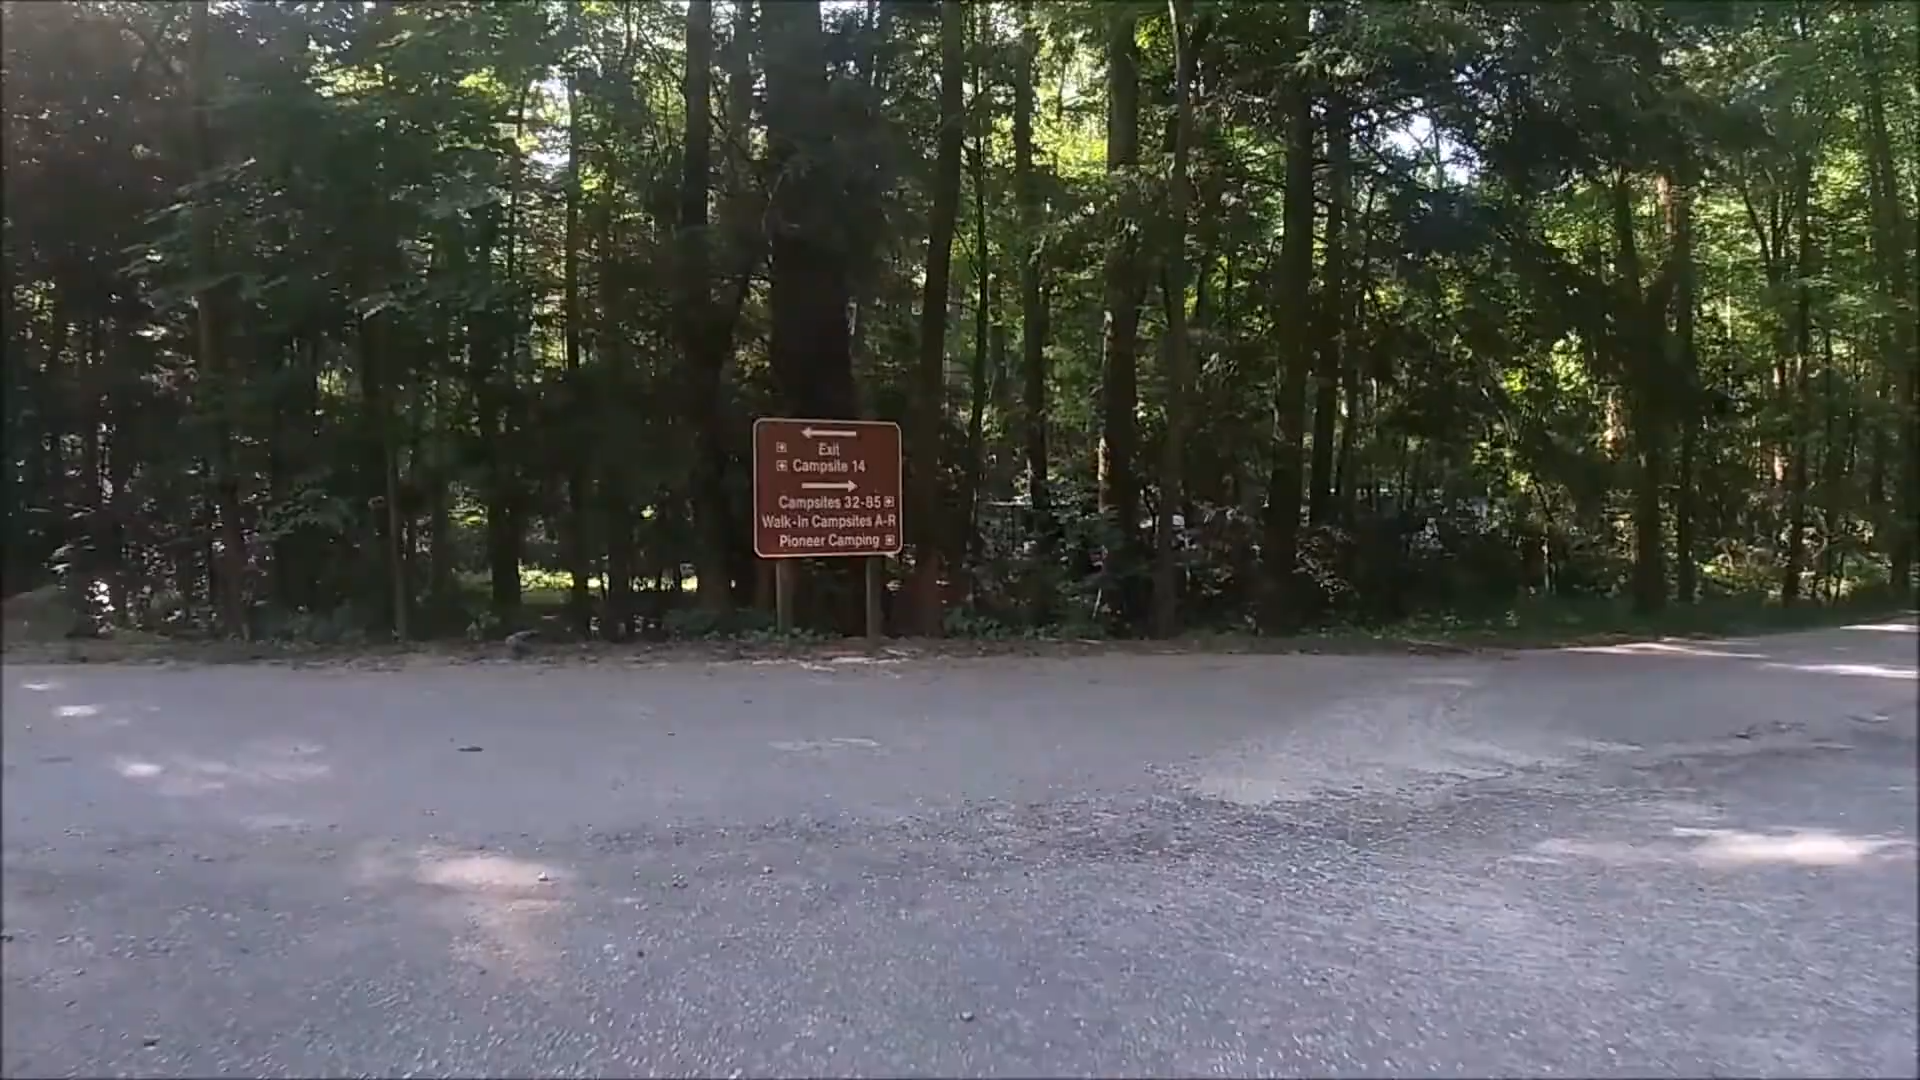 Exit
Campsite 14
Campsites 32-85
Walk-In Campsites A-R
Pioneer Camping